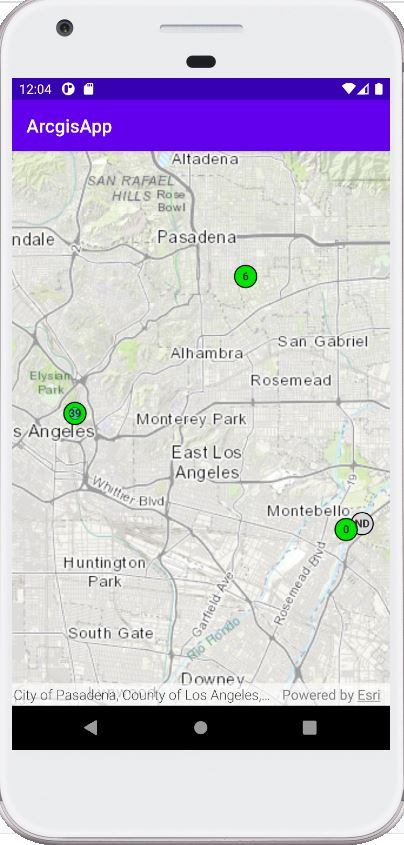 12:04
ArcgisApp
Altadena
SAN RAFAEL
HILLS
Rose
Bowl
ndale
2
Pasadena
6
San Gabriel
Alhambra
Rosemead
Elysian
Park
39
s Angeles
Monterey Park
East Los
Angeles
19
Whittier Blvd
Montebello
ND
0
Huntington
Park
Garfield Ave
Rosemead Blvd
South Gate
Rio Hondo
Downey
City of Pasadena, County of Los Angeles,...
Powered by Esri